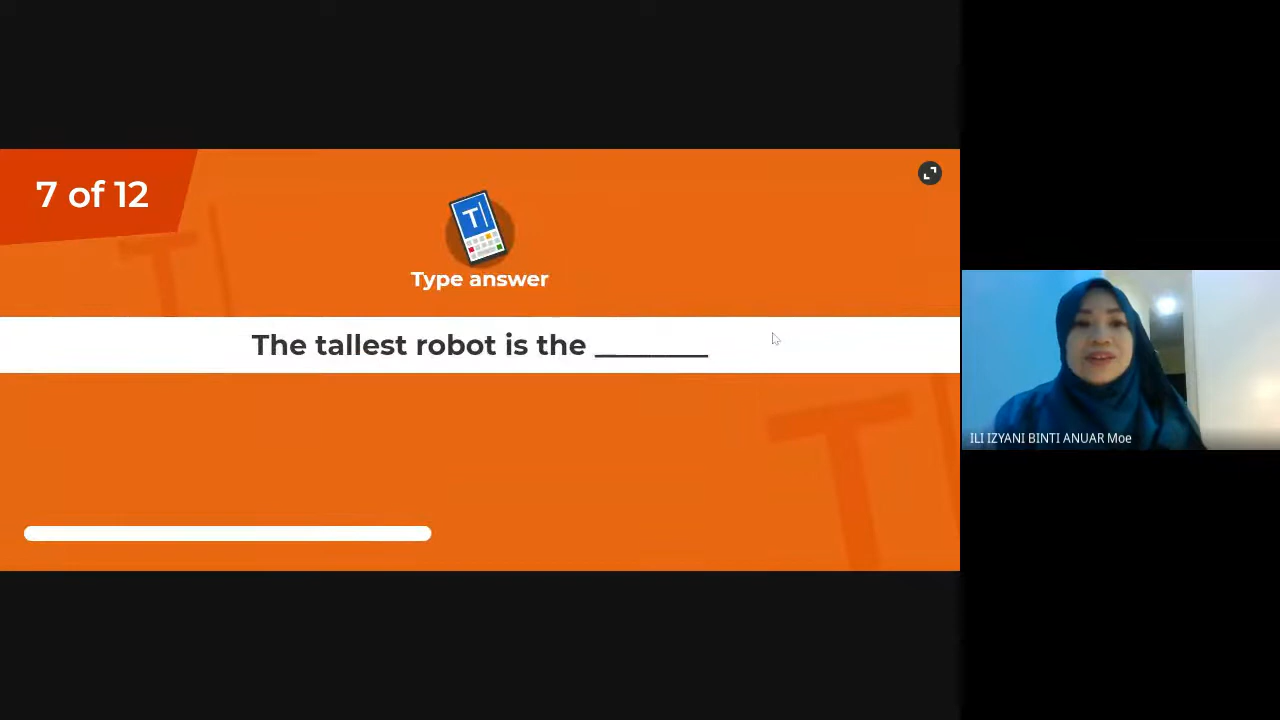 7 of 12
T
Type answer
The tallest robot is the ________
ILI IZYANI BINTI ANUAR Moe